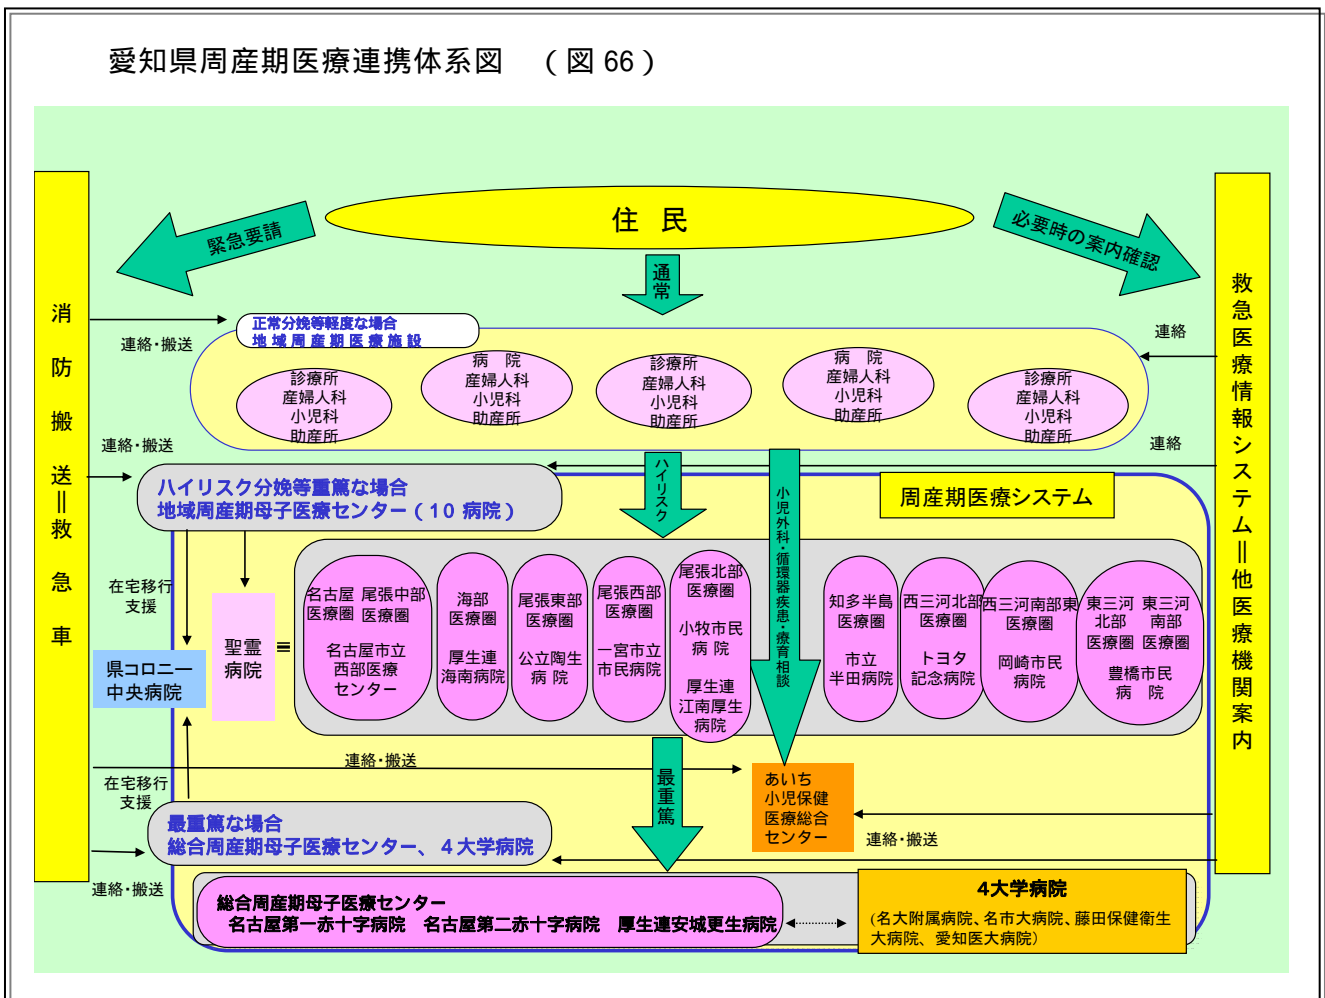 愛知県周産期医療連携体系図　（図 66）
住 民
緊急要請
必要時の案内確認
通常
消防搬送＝救急車
救急医療情報システム＝他医療機関案内
正常分娩等軽度な場合
地域周産期医療施設
連絡・搬送
連絡
診療所
産婦人科
小児科
助産所
病　院
産婦人科
小児科
助産所
診療所
産婦人科
小児科
助産所
病　院
産婦人科
小児科
助産所
診療所
産婦人科
小児科
助産所
連絡・搬送
連絡
ハイリスク分娩等重篤な場合
地域周産期母子医療センター（10 病院）
ハイリスク
小児外科・循環器疾患・療育相談
周産期医療システム
在宅移行
支援
県コロニー
中央病院
聖霊
病院
≡
名古屋 尾張中部
医療圏 医療圏
名古屋市立
西部医療
センター
海部
医療圏
厚生連
海南病院
尾張東部
医療圏
公立陶生
病 院
尾張西部
医療圏
一宮市立
市民病院
尾張北部
医療圏
小牧市民
病 院
厚生連
江南厚生
病院
知多半島
医療圏
市立
半田病院
西三河北部
医療圏
トヨタ
記念病院
西三河南部東
医療圏
岡崎市民
病院
東三河 東三河
北部 南部
医療圏 医療圏
豊橋市民
病　院
連絡・搬送
最重篤
在宅移行
支援
あいち
小児保健
医療総合
センター
連絡・搬送
最重篤な場合
総合周産期母子医療センター、４大学病院
連絡・搬送
総合周産期母子医療センター
名古屋第一赤十字病院　名古屋第二赤十字病院　厚生連安城更生病院
4大学病院
(名大附属病院、名市大病院、藤田保健衛生
大病院、愛知医大病院）